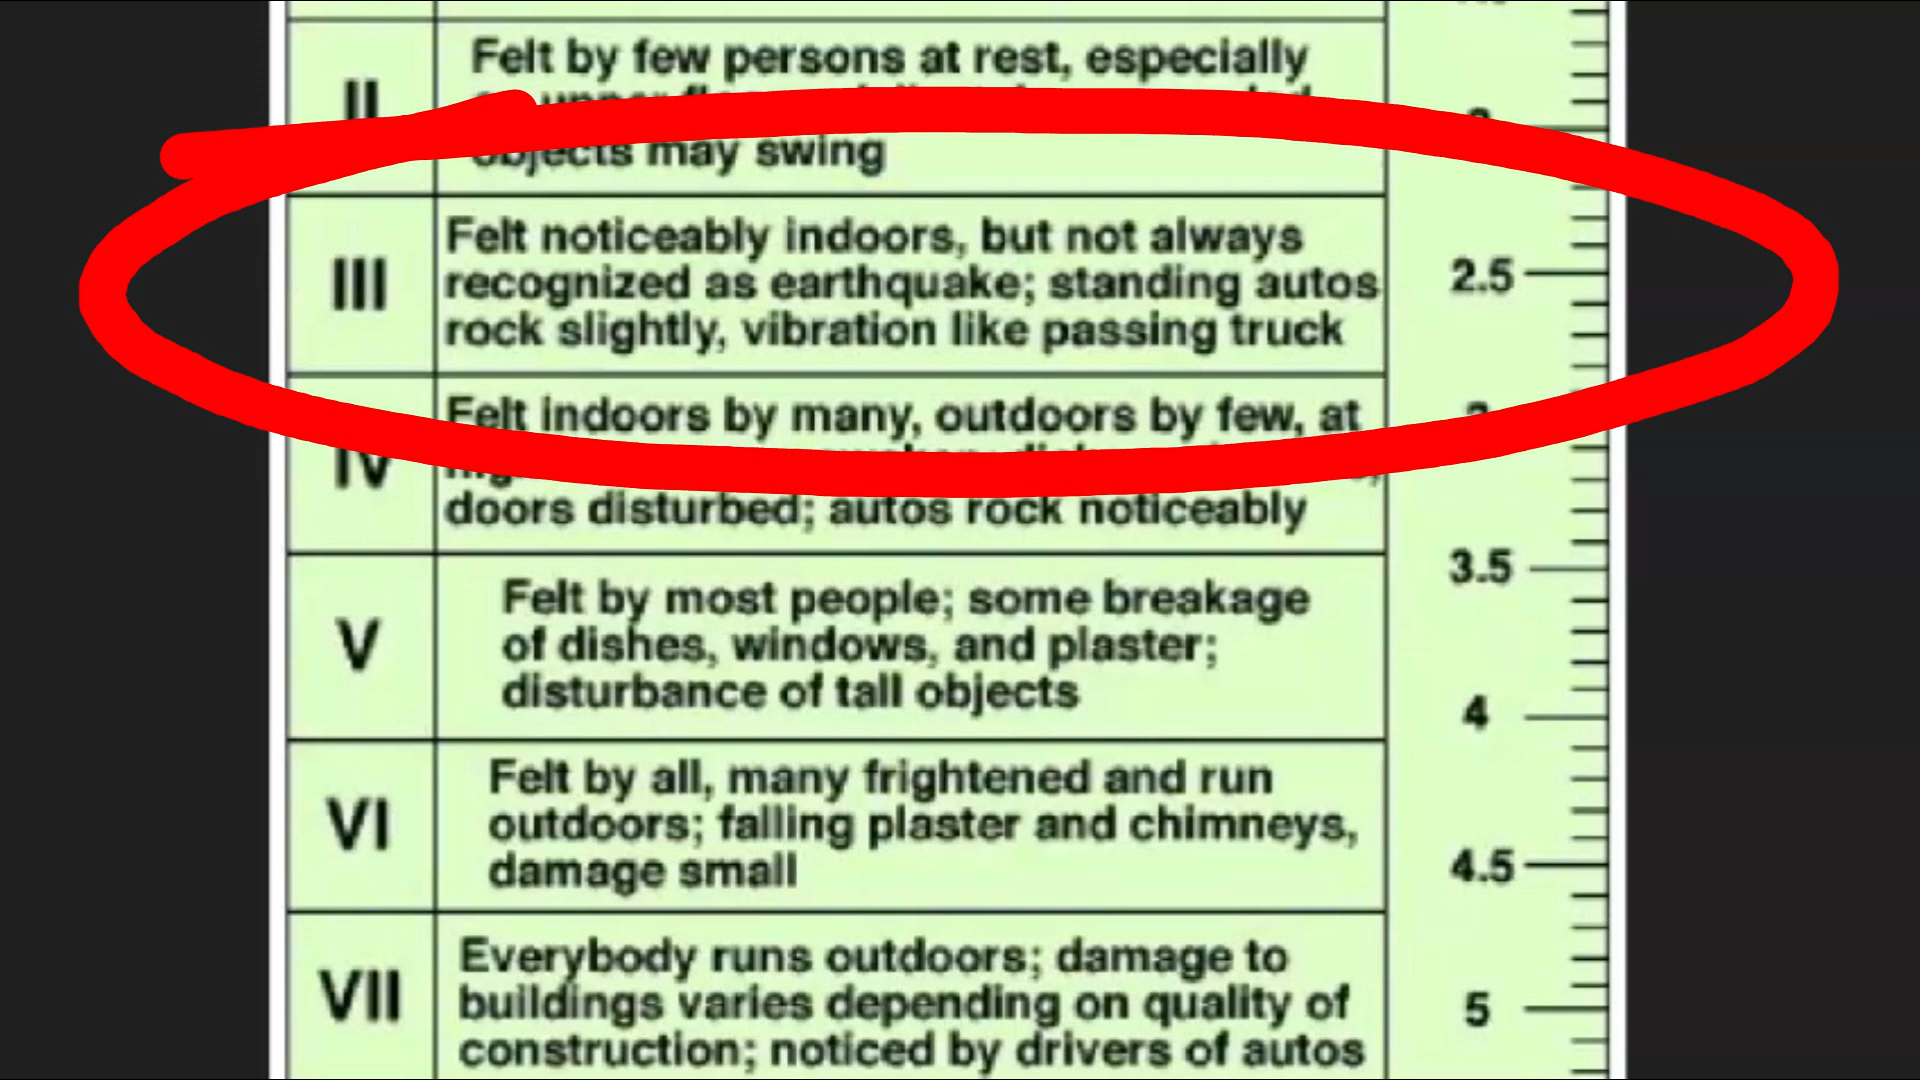 II
Felt by few persons at rest, especially
objects may swing
III
Felt noticeably indoors, but not always
recognized as earthquake; standing autos
rock slightly, vibration like passing truck
2.5
IV
Felt indoors by many, outdoors by few, at
doors disturbed; autos rock noticeably
3.5
V
Felt by most people; some breakage
of dishes, windows, and plaster;
disturbance of tall objects
4
VI
Felt by all, many frightened and run
outdoors; falling plaster and chimneys,
damage small
4.5
VII
Everybody runs outdoors; damage to
buildings varies depending on quality of
construction; noticed by drivers of autos
5